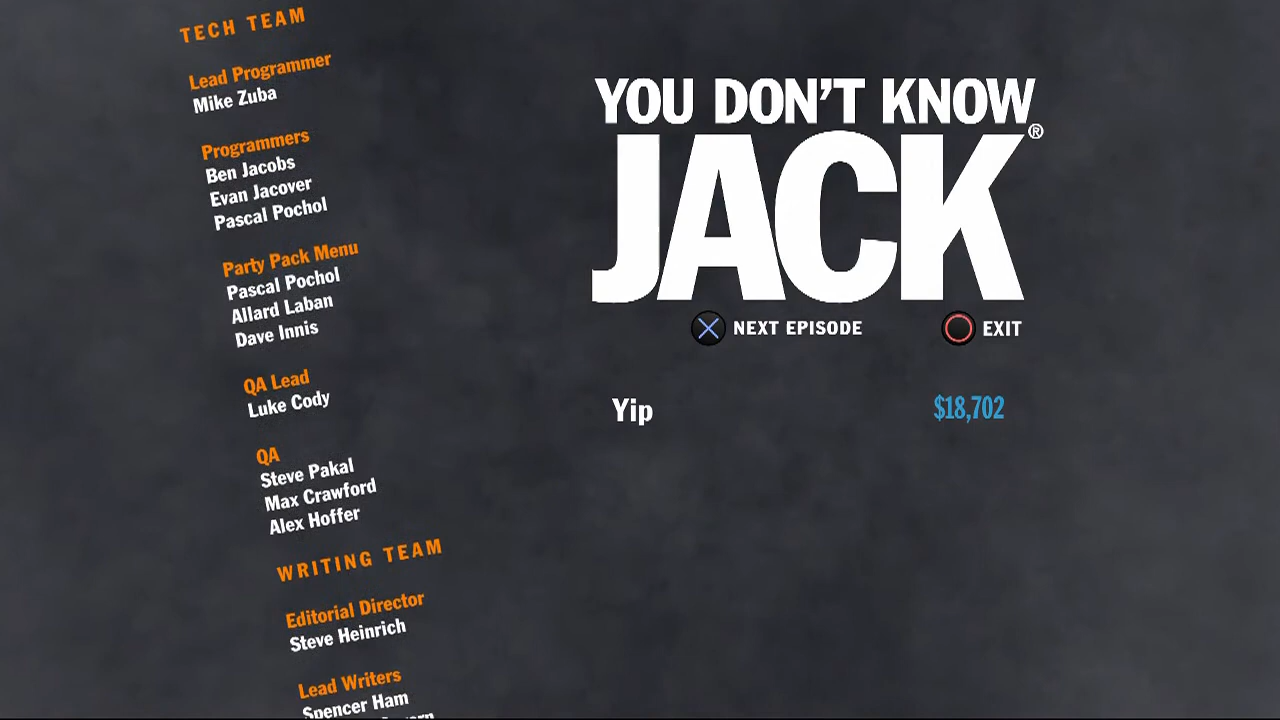 TECH TEAM
Lead Programmer
Mike Zuba
Programmers
Ben Jacobs
Evan Jacover
Pascal Pochol
Party Pack Menu
Pascal Pochol
Allard Laban
Dave Innis
QA Lead
Luke Cody
QA
Steve Pakal
Max Crawford
Alex Hoffer
WRITING TEAM
Editorial Director
Steve Heinrich
Lead Writers
Spencer Ham
YOU DON'T KNOW
JACK®
NEXT EPISODE EXIT
Yip $18,702